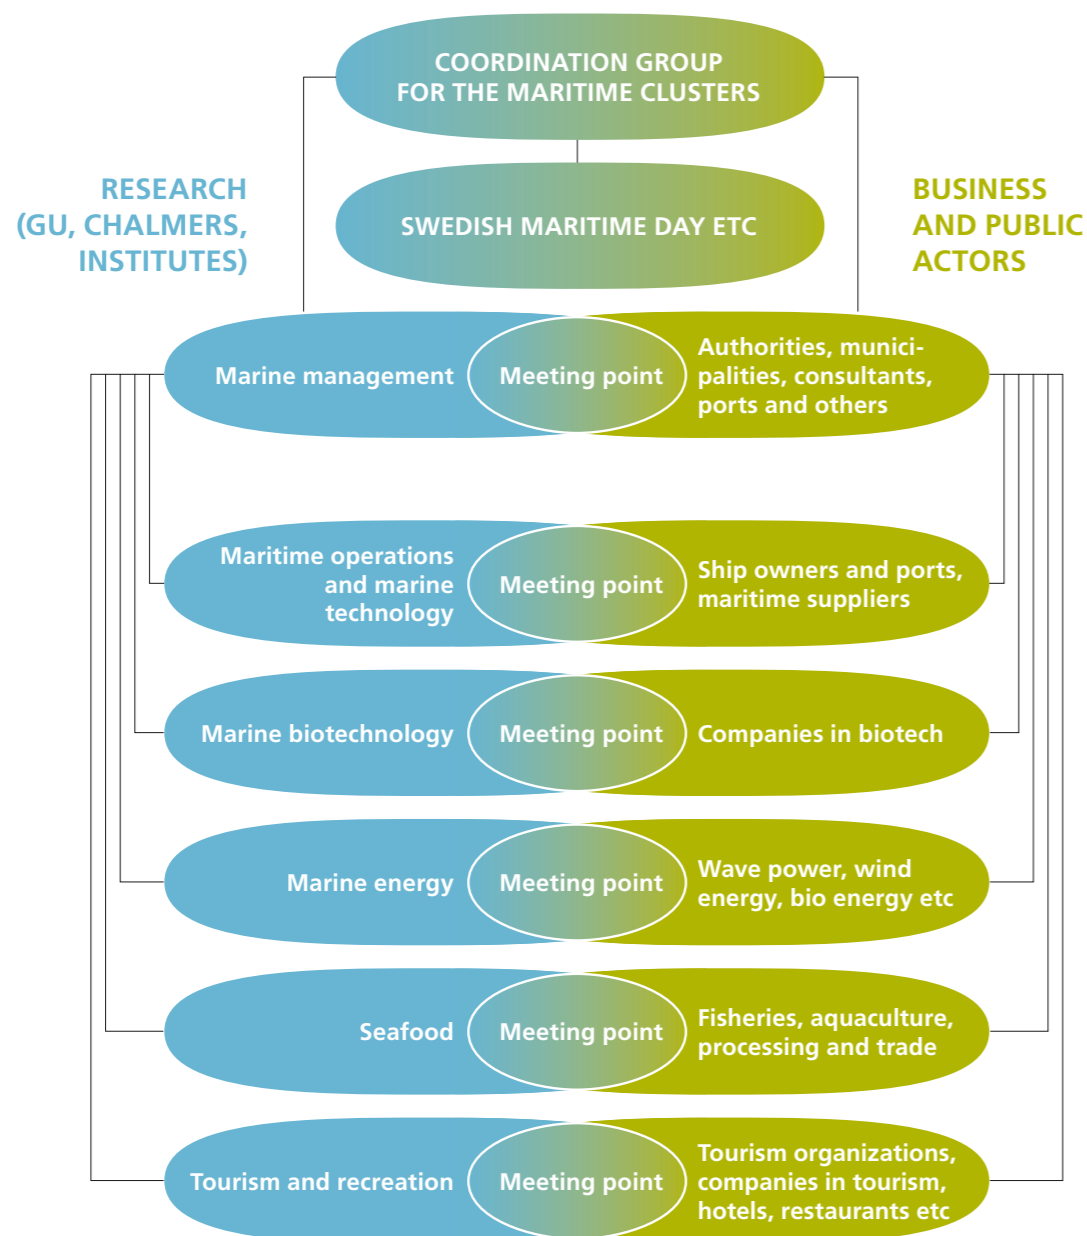 COORDINATION GROUP
FOR THE MARITIME CLUSTERS
RESEARCH
(GU, CHALMERS,
INSTITUTES)
SWEDISH MARITIME DAY ETC
BUSINESS
AND PUBLIC
ACTORS
Marine management
Meeting point
Authorities, munici-
palities, consultants,
ports and others
Maritime operations
and marine
technology
Meeting point
Ship owners and ports,
maritime suppliers
Marine biotechnology
Meeting point
Companies in biotech
Marine energy
Meeting point
Wave power, wind
energy, bio energy etc
Seafood
Meeting point
Fisheries, aquaculture,
processing and trade
Tourism and recreation
Meeting point
Tourism organizations,
companies in tourism,
hotels, restaurants etc